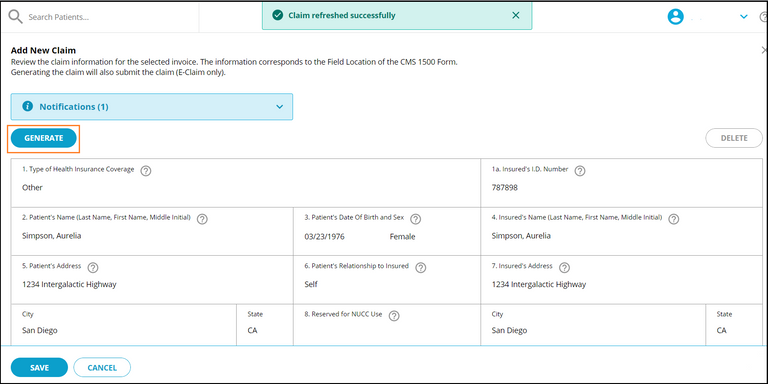 Search Patients...
Claim refreshed successfully
Add New Claim
Review the claim information for the selected invoice. The information corresponds to the Field Location of the CMS 1500 Form.
Generating the claim will also submit the claim (E-Claim only).
Notifications (1)
GENERATE
DELETE
1. Type of Health Insurance Coverage
Other
1a. Insured's I.D. Number
787898
2. Patient's Name (Last Name, First Name, Middle Initial)
Simpson, Aurelia
3. Patient's Date Of Birth and Sex
03/23/1976 Female
4. Insured's Name (Last Name, First Name, Middle Initial)
Simpson, Aurelia
5. Patient's Address
1234 Intergalactic Highway
6. Patient's Relationship to Insured
Self
7. Insured's Address
1234 Intergalactic Highway
City
San Diego
State
CA
8. Reserved for NUCC Use
City
San Diego
State
CA
SAVE
CANCEL